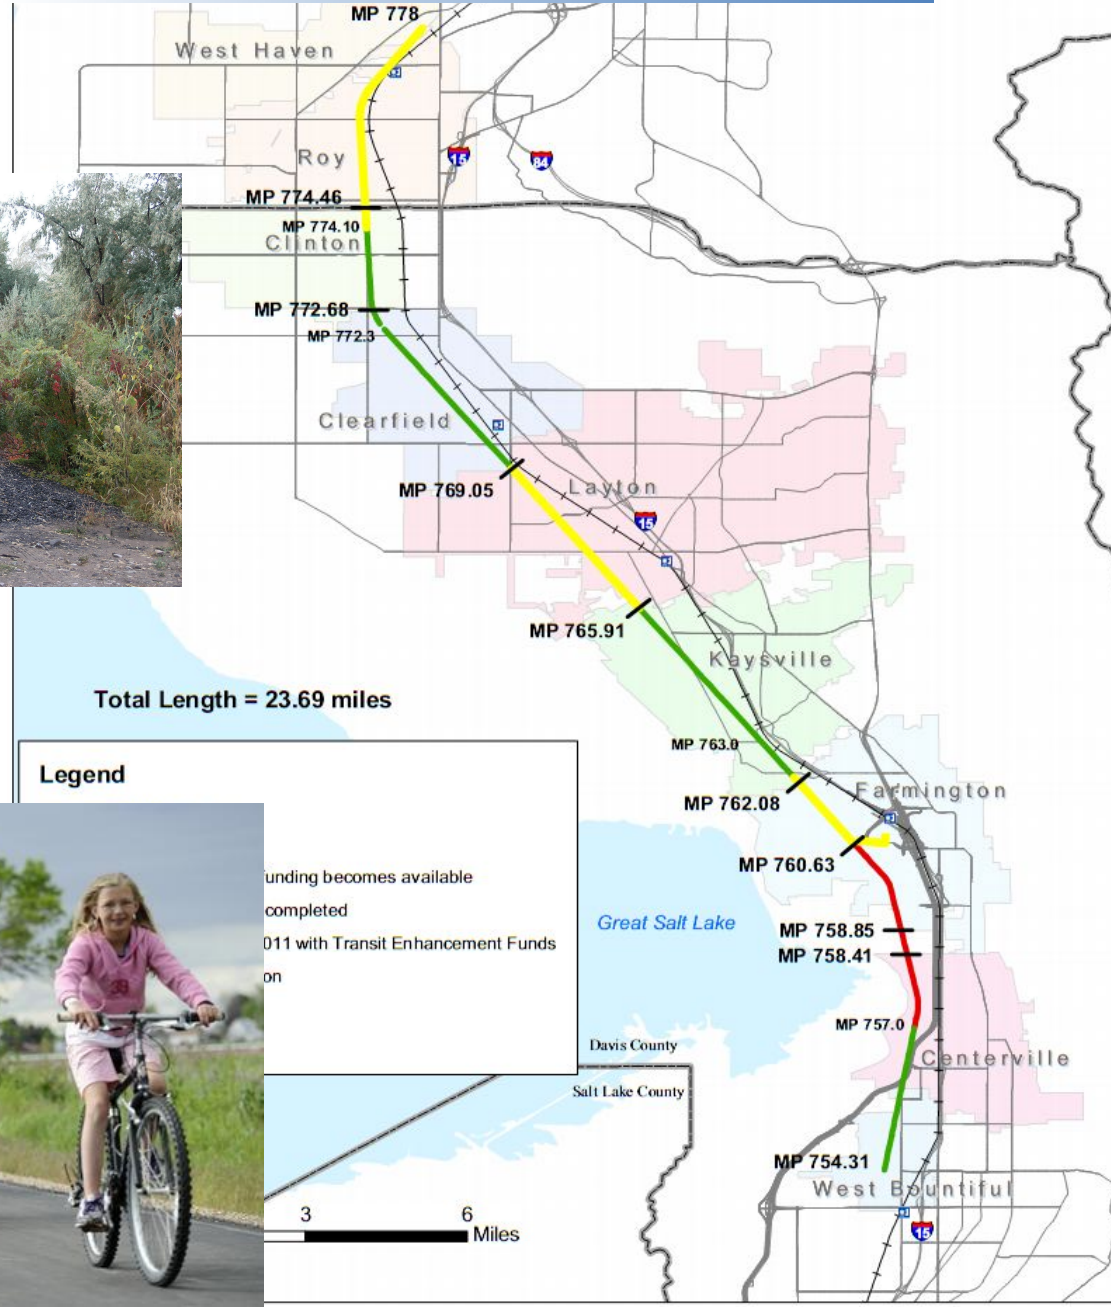 MP 778
West Haven
Roy
15
84
MP 774.46
MP 774.10
Clinton
MP 772.68
MP 772.3
Clearfield
MP 769.05
Layton
15
MP 765.91
Kaysville
Total Length = 23.69 miles
MP 763.0
Legend
Farmington
MP 762.08
MP 760.63
funding becomes available
completed
011 with Transit Enhancement Funds
on
Great Salt Lake
MP 758.85
MP 758.41
MP 757.0
Davis County
Centerville
Salt Lake County
MP 754.31
West Bountiful
3 6
Miles
15